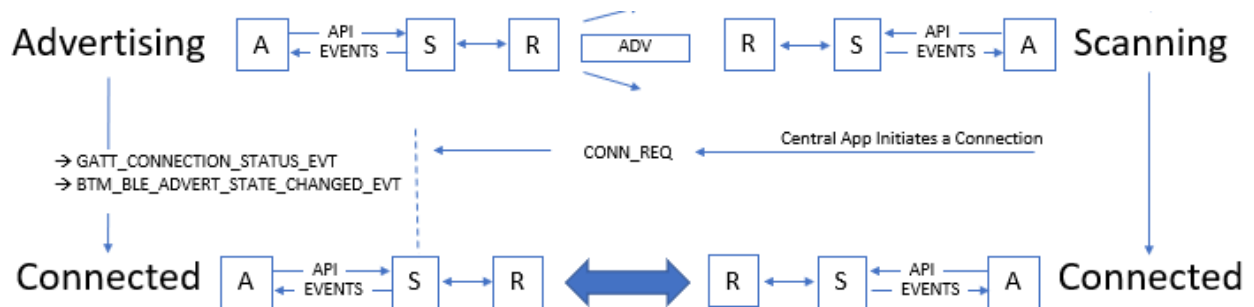 Advertising A API EVENTS S R ADV R S API EVENTS A Scanning
Central App Initiates a Connection
CONN_REQ
→ GATT_CONNECTION_STATUS_EVT
→ BTM_BLE_ADVERT_STATE_CHANGED_EVT
Connected A API EVENTS S R R S API EVENTS A Connected